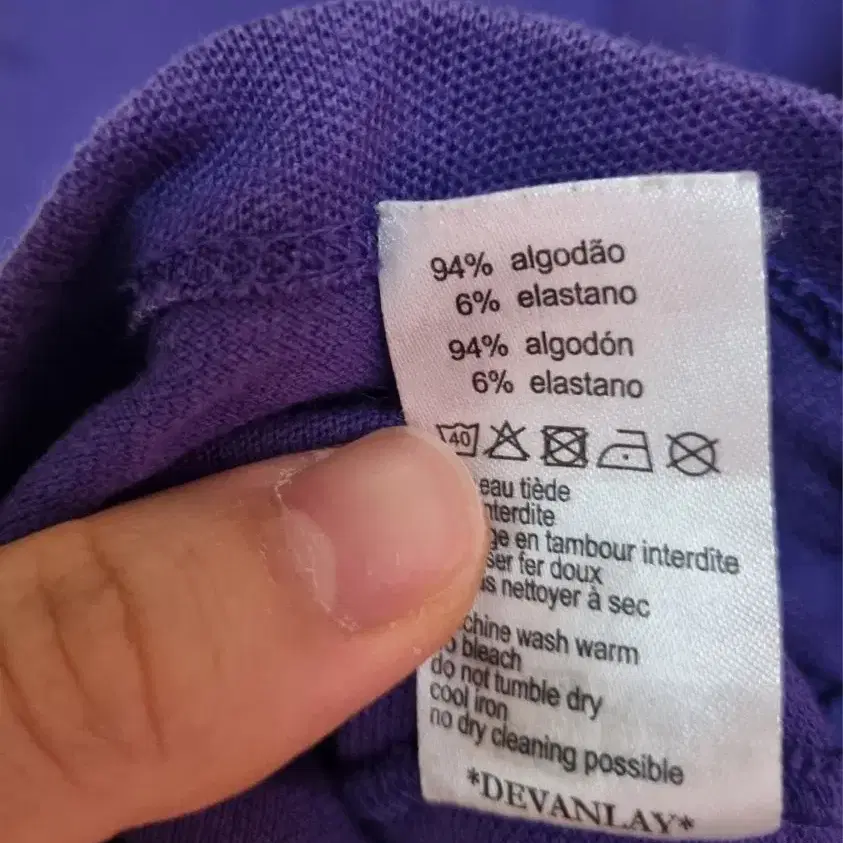 94% algodão
6% elastano
94% algodón
6% elastano
40
eau tiède
nterdite
ge en tambour interdite
ser fer doux
s nettoyer à sec
chine wash warm
bleach
do not tumble dry
cool iron
no dry cleaning possible
*DEVANLAY*